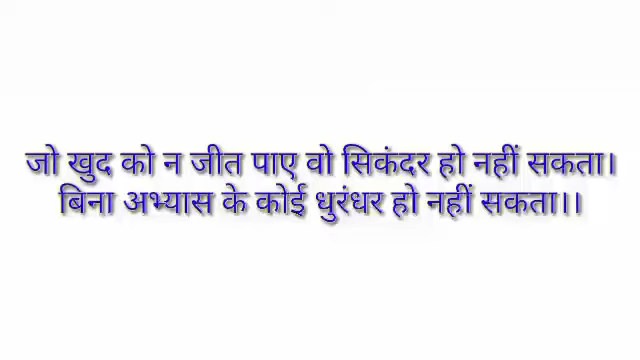 जो खुद को न जीत पाए वो सिकंदर हो नहीं सकता।
बिना अभ्यास के कोई धुरंधर हो नहीं सकता।।